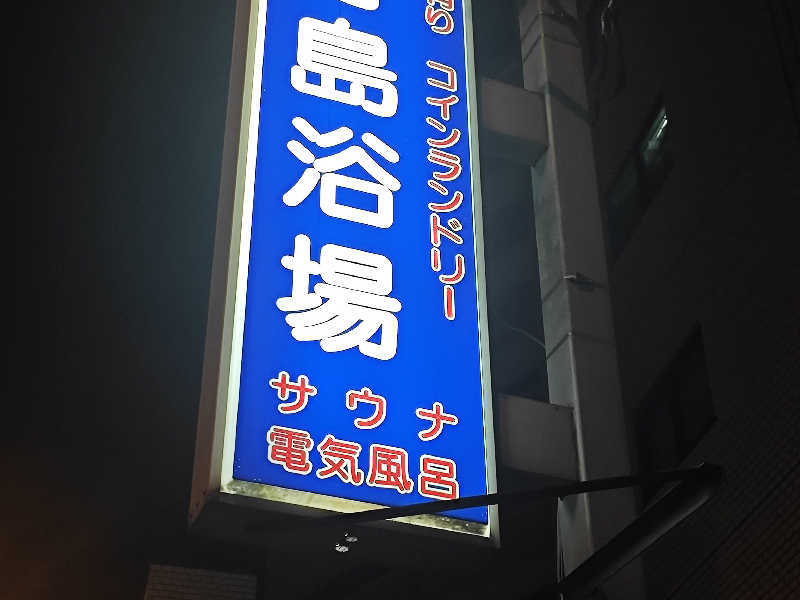 島浴場
コインランドリー
サウナ
電気風呂